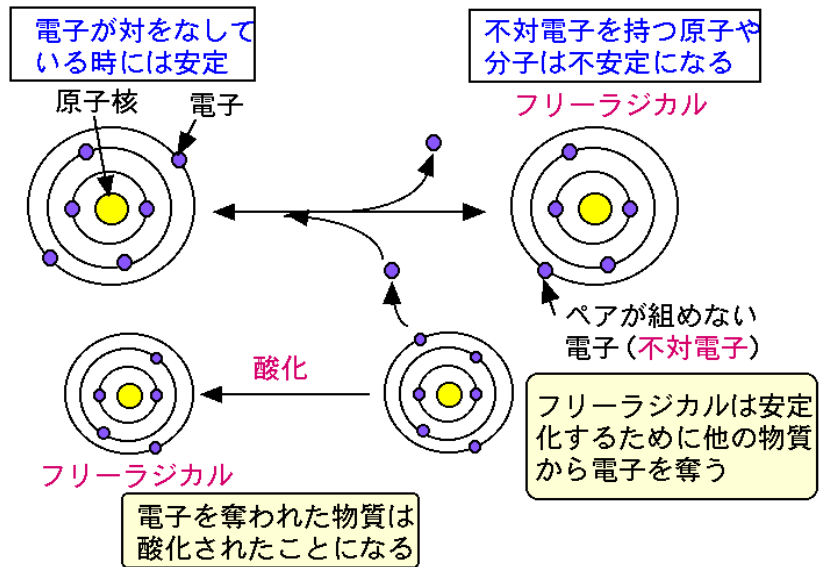 電子が対をなして
いる時には安定
不対電子を持つ原子や
分子は不安定になる
フリーラジカル
原子核
電子
ペアが組めない
電子(不対電子)
酸化
フリーラジカルは安定
化するために他の物質
から電子を奪う
フリーラジカル
電子を奪われた物質は
酸化されたことになる